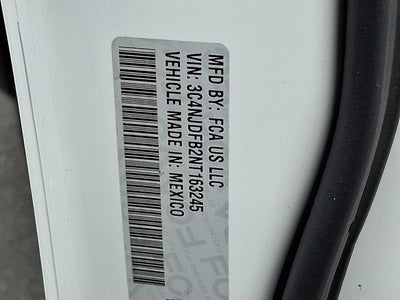 MFD BY: FCA US LLC
VIN: 3C4NJDFB2NT163245
VEHICLE MADE IN: MEXICO